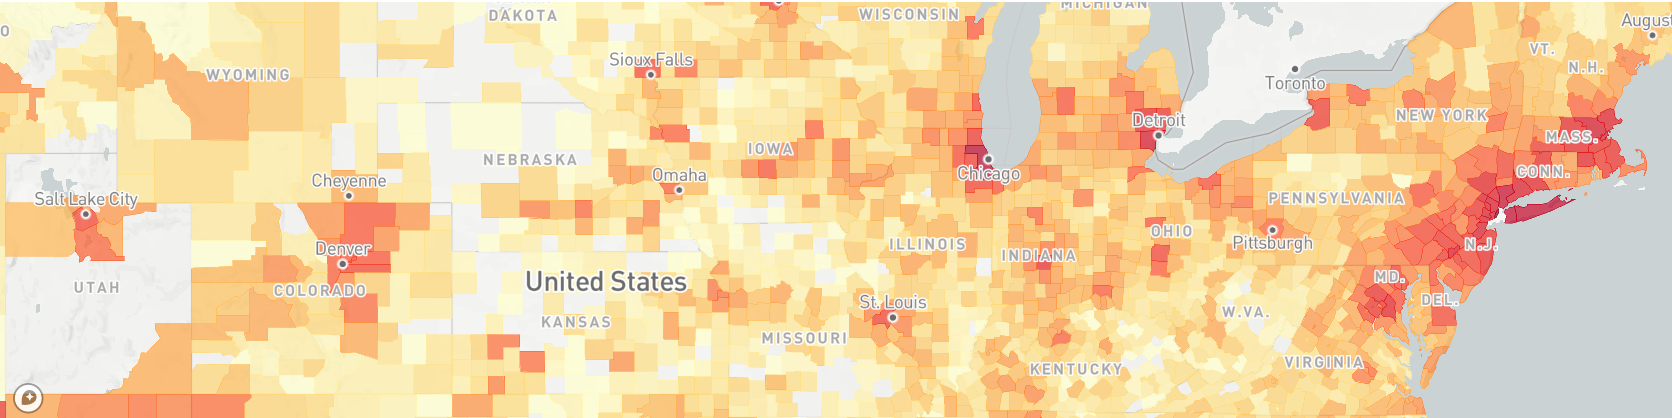 DAKOTA
WISCONSIN
MICHIGAN
August
O
VT.
Sioux Falls
WYOMING
N.H.
Toronto
NEW YORK
Detroit
MASS.
IOWA
NEBRASKA
Chicago
CONN.
Omaha
Cheyenne
Salt Lake City
PENNSYLVANIA
OHIO
Denver
ILLINOIS
Pittsburgh
N.J.
INDIANA
United States
MD.
UTAH
COLORADO
St. Louis
DEL.
W.VA.
KANSAS
MISSOURI
VIRGINIA
KENTUCKY